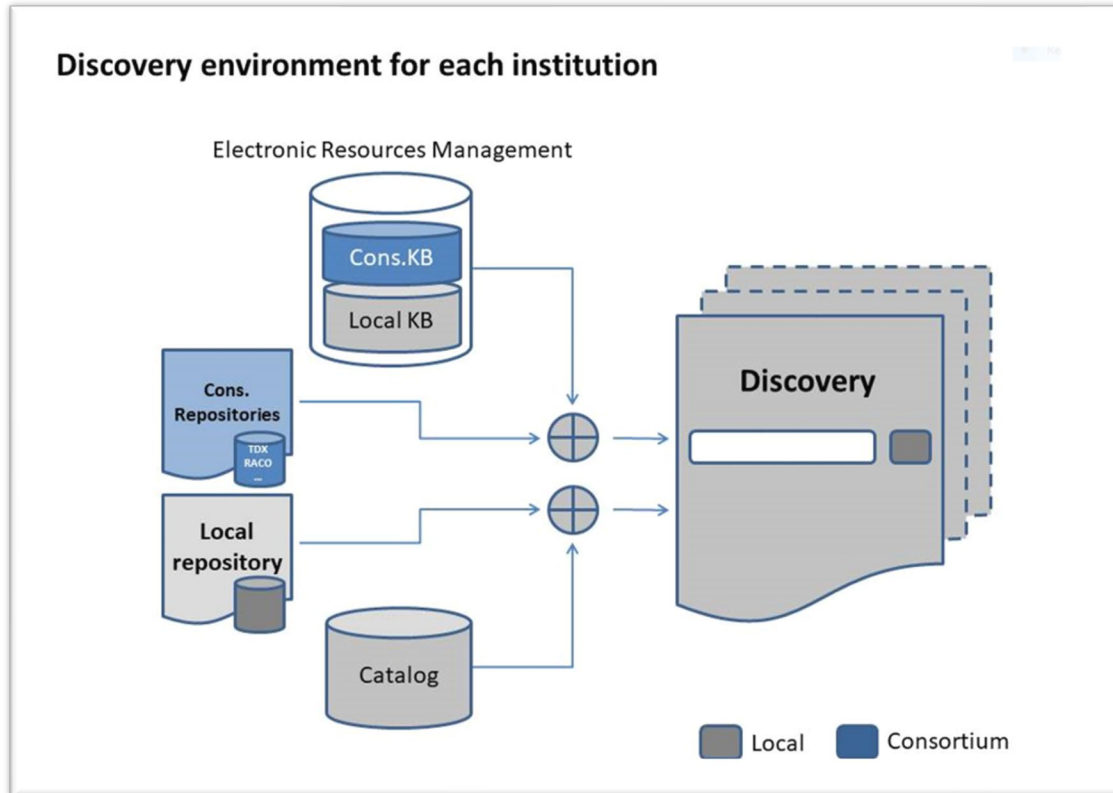 Discovery environment for each institution
Electronic Resources Management
Cons.KB
Local KB
Cons.
Repositories
TDX
RACO
...
Local
repository
Catalog
Discovery
Local
Consortium